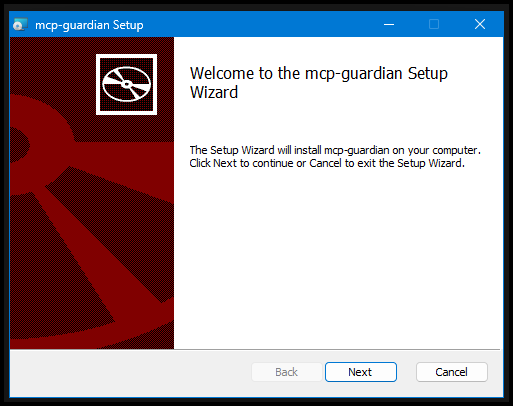 mcp-guardian Setup
Welcome to the mcp-guardian Setup
Wizard
The Setup Wizard will install mcp-guardian on your computer.
Click Next to continue or Cancel to exit the Setup Wizard.
Back
Next
Cancel